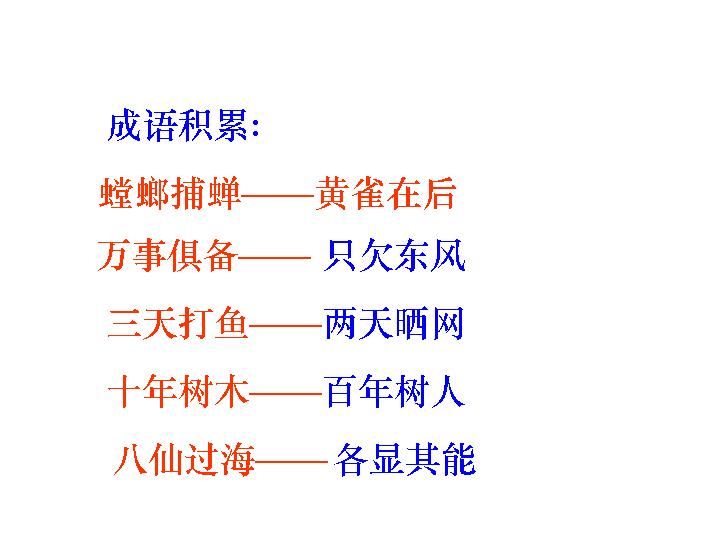 成语积累:
螳螂捕蝉——黄雀在后
万事俱备—— 只欠东风
三天打鱼——两天晒网
十年树木——百年树人
八仙过海—— 各显其能